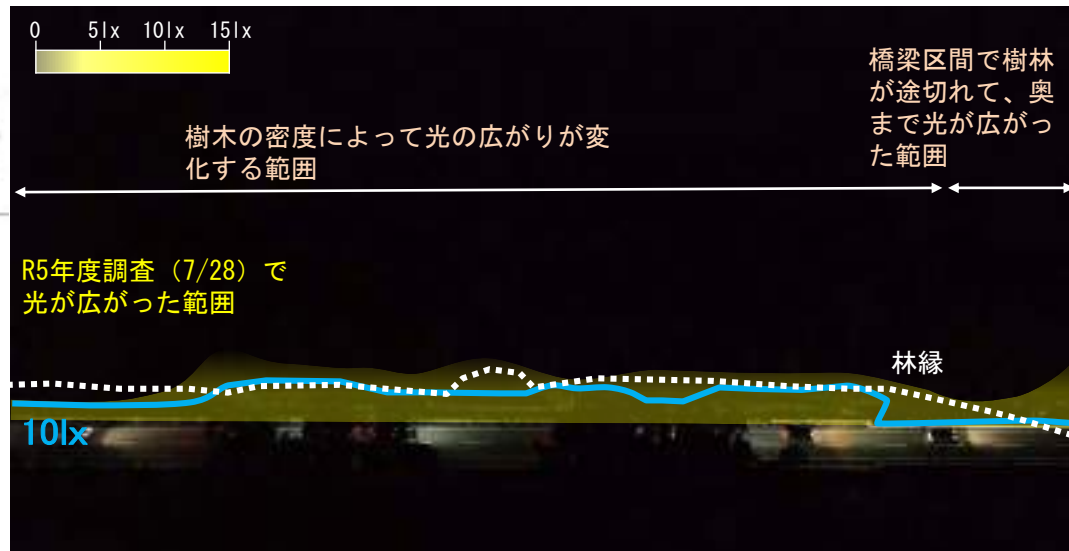 0 5lx 10lx 15lx
樹木の密度によって光の広がりが変
化する範囲
橋梁区間で樹林
が途切れて、奥
まで光が広がっ
た範囲
R5年度調査（7/28）で
光が広がった範囲
林縁
10lx